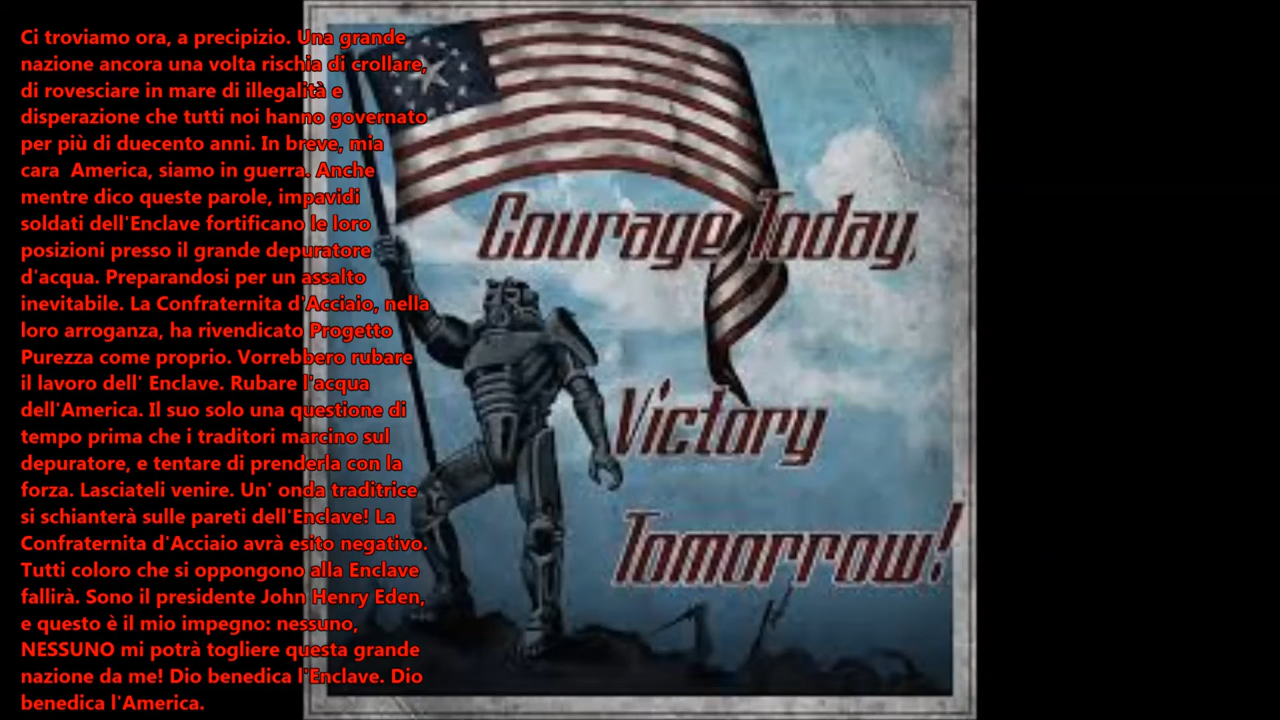 Ci troviamo ora, a precipizio. Una grande
nazione ancora una volta rischia di crollare,
di rovesciare in mare di illegalità e
disperazione che tutti noi hanno governato
per più di duecento anni. In breve, mia
cara  America, siamo in guerra. Anche
mentre dico queste parole, impavidi
soldati dell'Enclave fortificano le loro
posizioni presso il grande depuratore
d'acqua. Preparandosi per un assalto
inevitabile. La Confraternita d'Acciaio, nella
loro arroganza, ha rivendicato Progetto
Purezza come proprio. Vorrebbero rubare
il lavoro dell' Enclave. Rubare l'acqua
dell'America. Il suo solo una questione di
tempo prima che i traditori marcino sul
depuratore, e tentare di prenderla con la
forza. Lasciateli venire. Un' onda traditrice
si schianterà sulle pareti dell'Enclave! La
Confraternita d'Acciaio avrà esito negativo.
Tutti coloro che si oppongono alla Enclave
fallirà. Sono il presidente John Henry Eden,
e questo è il mio impegno: nessuno,
NESSUNO mi potrà togliere questa grande
nazione da me! Dio benedica l'Enclave. Dio
benedica l'America.
Courage Today,
Victory
Tomorrow!